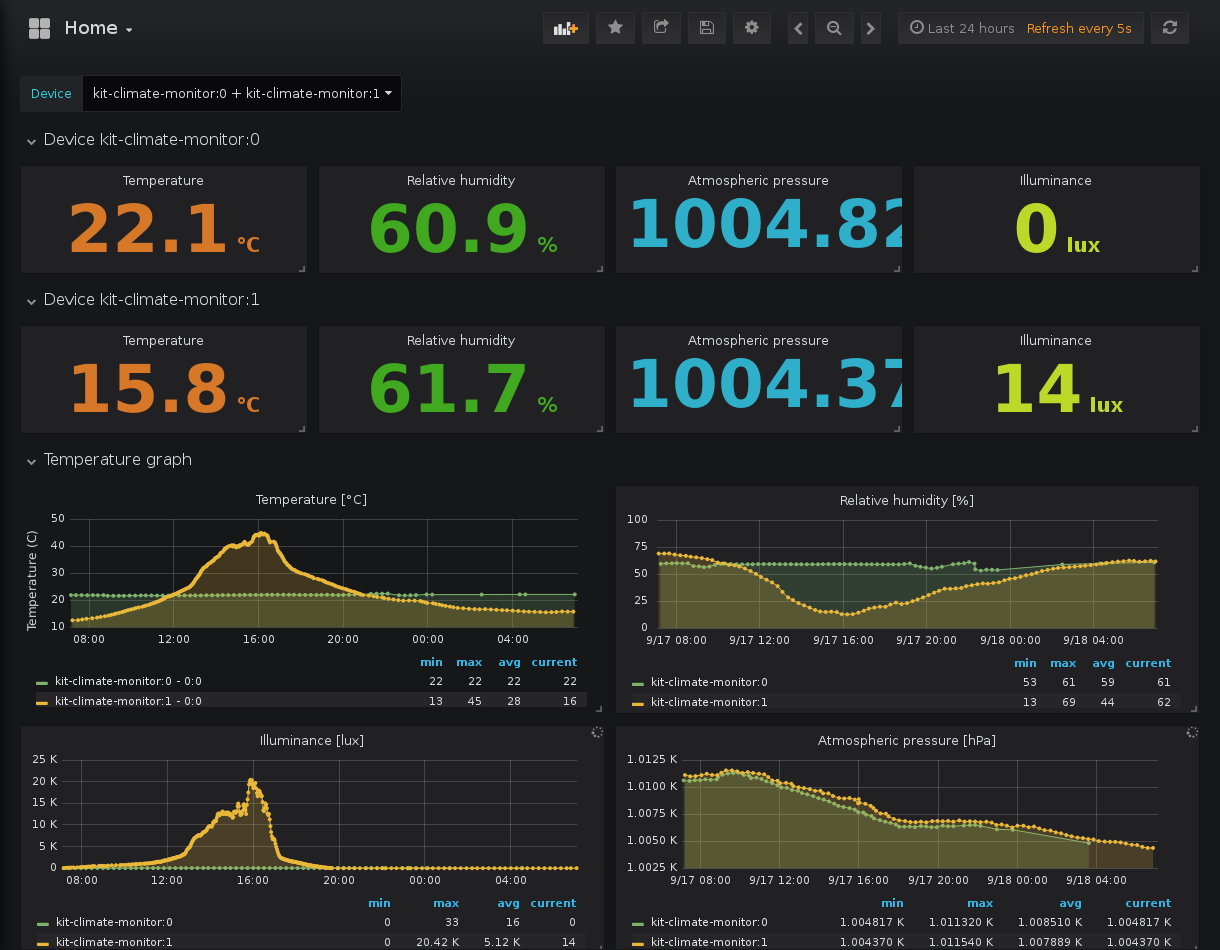 Home
Last 24 hours Refresh every 5s
Device kit-climate-monitor:0 + kit-climate-monitor:1
Device kit-climate-monitor:0
Temperature Relative humidity Atmospheric pressure Illuminance
22.1 °C 60.9 % 1004.82 0 lux
Device kit-climate-monitor:1
Temperature Relative humidity Atmospheric pressure Illuminance
15.8 °C 61.7 % 1004.37 14 lux
Temperature graph
Temperature [°C]
Temperature (C)
50
40
30
20
10
08:00 12:00 16:00 20:00 00:00 04:00
min max avg current
kit-climate-monitor:0 - 0:0 22 22 22 22
kit-climate-monitor:1 - 0:0 13 45 28 16
Relative humidity [%]
100
75
50
25
0
9/17 08:00 9/17 12:00 9/17 16:00 9/17 20:00 9/18 00:00 9/18 04:00
min max avg current
kit-climate-monitor:0 53 61 59 61
kit-climate-monitor:1 13 69 44 62
Illuminance [lux]
25 K
20 K
15 K
10 K
5 K
0
08:00 12:00 16:00 20:00 00:00 04:00
min max avg current
kit-climate-monitor:0 0 33 16 0
kit-climate-monitor:1 0 20.42 K 5.12 K 14
Atmospheric pressure [hPa]
1.0125 K
1.0100 K
1.0075 K
1.0050 K
1.0025 K
9/17 08:00 9/17 12:00 9/17 16:00 9/17 20:00 9/18 00:00 9/18 04:00
min max avg current
kit-climate-monitor:0 1.004817 K 1.011320 K 1.008510 K 1.004817 K
kit-climate-monitor:1 1.004370 K 1.011540 K 1.007889 K 1.004370 K